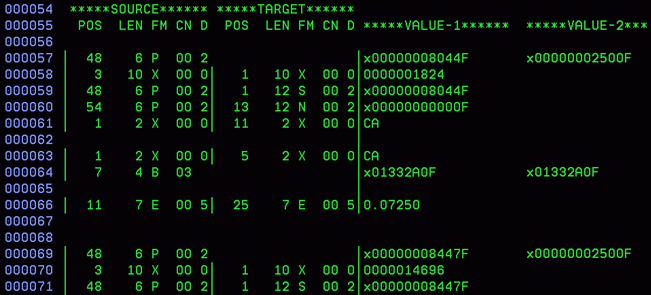 000054 *****SOURCE****** *****TARGET******
000055 POS LEN FM CN D POS LEN FM CN D *****VALUE-1****** *****VALUE-2***
000056
000057 48 6 P 00 2 x00000008044F x00000002500F
000058 3 10 X 00 0 1 10 X 00 0 0000001824
000059 48 6 P 00 2 1 12 S 00 2 x00000008044F
000060 54 6 P 00 2 13 12 N 00 2 x00000000000F
000061 1 2 X 00 0 11 2 X 00 0 CA
000062
000063 1 2 X 00 0 5 2 X 00 0 CA
000064 7 4 B 03 x01332A0F x01332A0F
000065
000066 11 7 E 00 5 25 7 E 00 5 0.07250
000067
000068
000069 48 6 P 00 2 x00000008447F x00000002500F
000070 3 10 X 00 0 1 10 X 00 0 0000014696
000071 48 6 P 00 2 1 12 S 00 2 x00000008447F